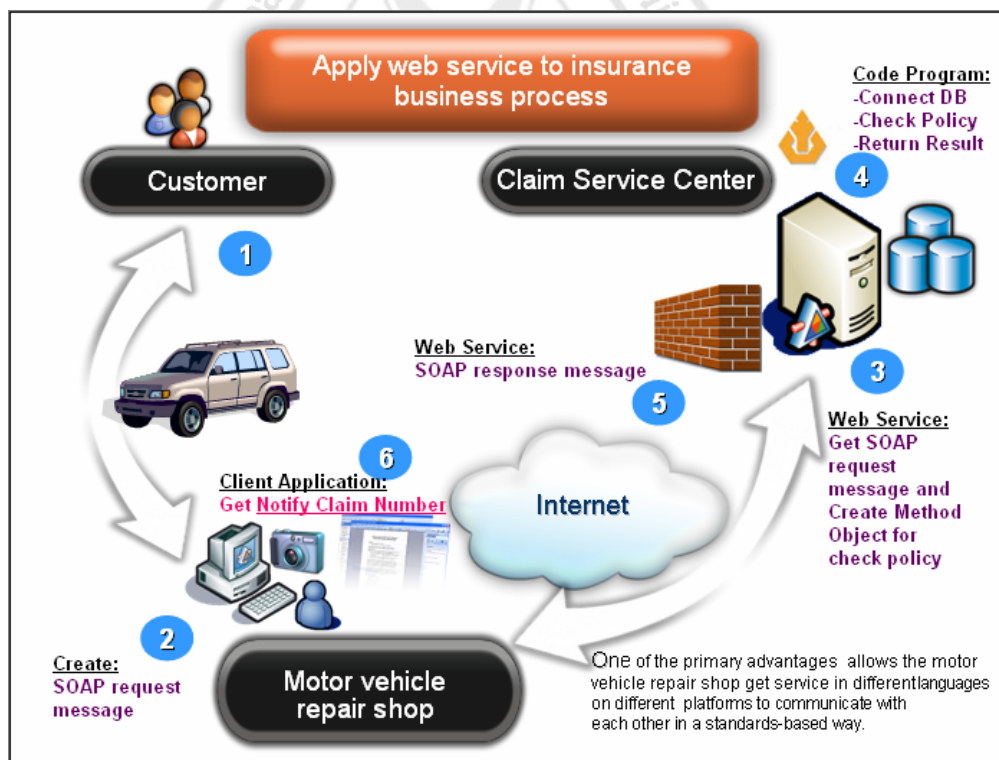 Apply web service to insurance
business process
Code Program:
-Connect DB
-Check Policy
-Return Result
Customer
Claim Service Center
4
1
Web Service:
SOAP response message
3
5
Web Service:
Get SOAP
request
message and
Create Method
Object for
check policy
6
Client Application:
Get Notify Claim Number
Internet
2
Create:
SOAP request
message
Motor vehicle
repair shop
One of the primary advantages allows the motor
vehicle repair shop get service in differentlanguages
on different platforms to communicate with
each other in a standards-based way.